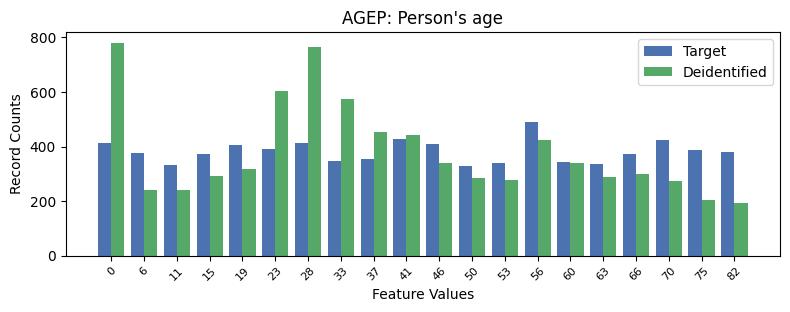 AGEP: Person's age
Record Counts
800
600
400
200
0
Target
Deidentified
0 6 11 15 19 23 28 33 37 41 46 50 53 56 60 63 66 70 75 82
Feature Values